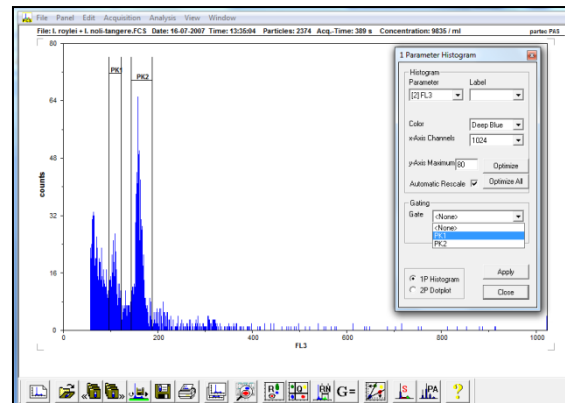 File Panel Edit Acquisition Analysis View Window
File: I. roylei + I. noli-tangere.FCS Date: 16-07-2007 Time: 13:35:04 Particles: 2374 Acq.-Time: 389 s Concentration: 9835 / ml partec PAS
80
64
48
32
16
0
counts
PK1
PK2
0 200 400 600 800 1000
FL3
1 Parameter Histogram
Histogram
Parameter Label
[2] FL3
Color Deep Blue
x-Axis Channels 1024
y-Axis Maximum 80 Optimize
Automatic Rescale Optimize All
Gating
Gate <None>
<None>
PK1
PK2
1P Histogram Apply
2P Dotplot Close
R Q RN G= S PA ?